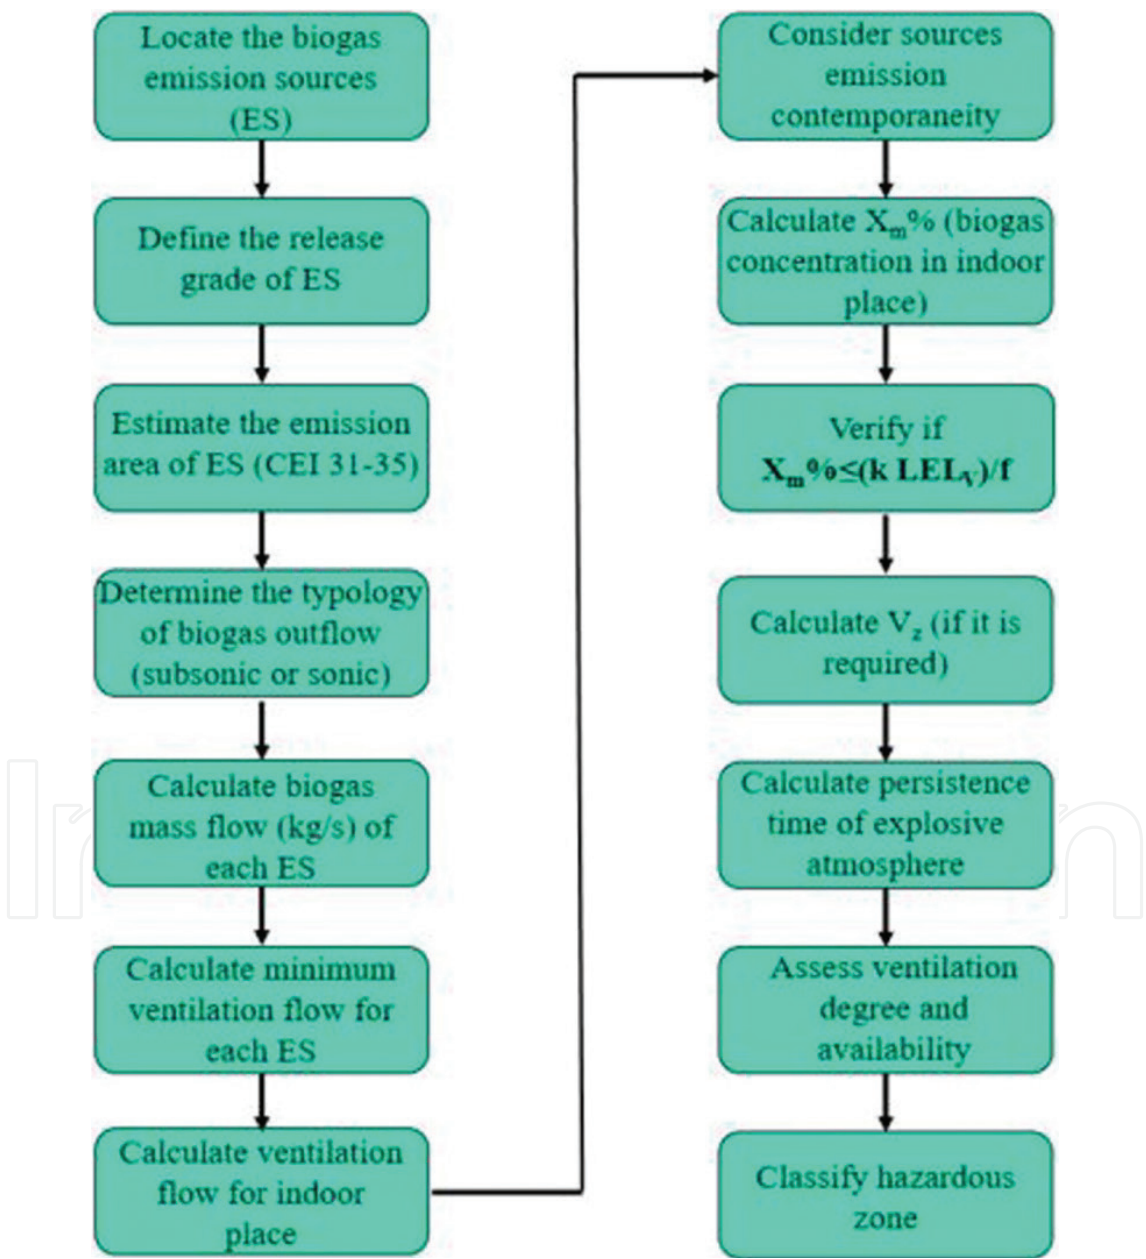 Locate the biogas
emission sources
(ES)
Define the release
grade of ES
Estimate the emission
area of ES (CEI 31-35)
Determine the typology
of biogas outflow
(subsonic or sonic)
Calculate biogas
mass flow (kg/s) of
each ES
Calculate minimum
ventilation flow for
each ES
Calculate ventilation
flow for indoor
place
Consider sources
emission
contemporaneity
Calculate Xm% (biogas
concentration in indoor
place)
Verify if
Xm%≤(k LELV)/f
Calculate Vz (if it is
required)
Calculate persistence
time of explosive
atmosphere
Assess ventilation
degree and
availability
Classify hazardous
zone